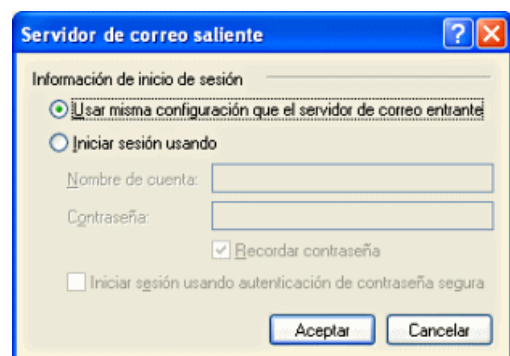 Servidor de correo saliente
Información de inicio de sesión
Usar misma configuración que el servidor de correo entrante
Iniciar sesión usando
Nombre de cuenta:
Contraseña:
Recordar contraseña
Iniciar sesión usando autenticación de contraseña segura
Aceptar Cancelar